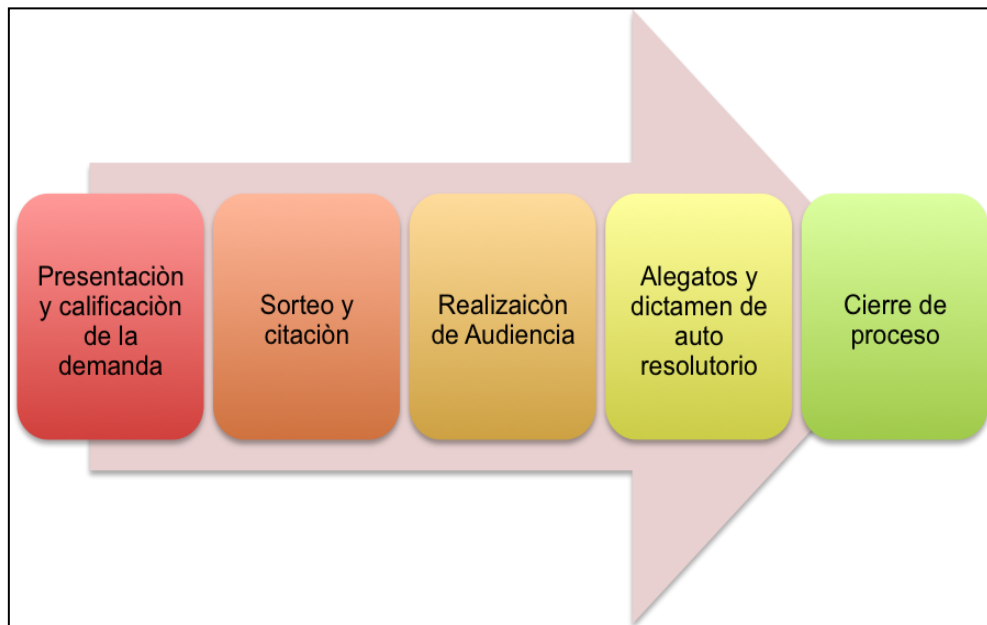 Presentaciòn
y calificaciòn
de la
demanda
Sorteo y
citaciòn
Realizaicòn
de Audiencia
Alegatos y
dictamen de
auto
resolutorio
Cierre de
proceso